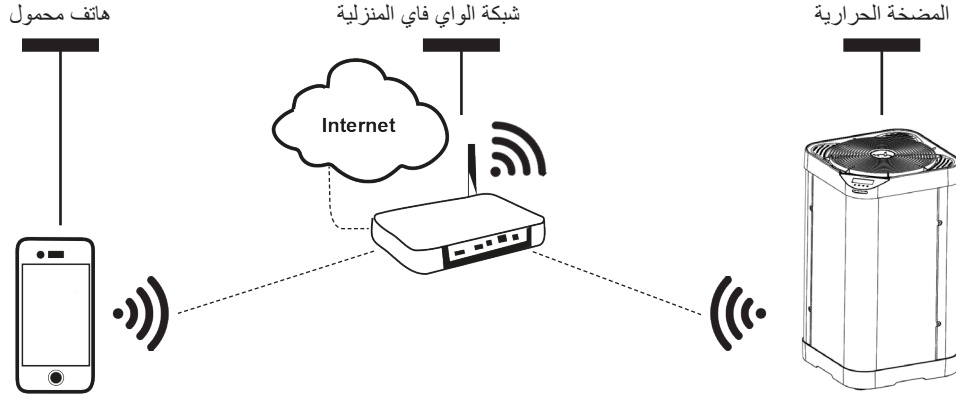 المضخة الحرارية
شبكة الواي فاي المنزلية
هاتف محمول
Internet